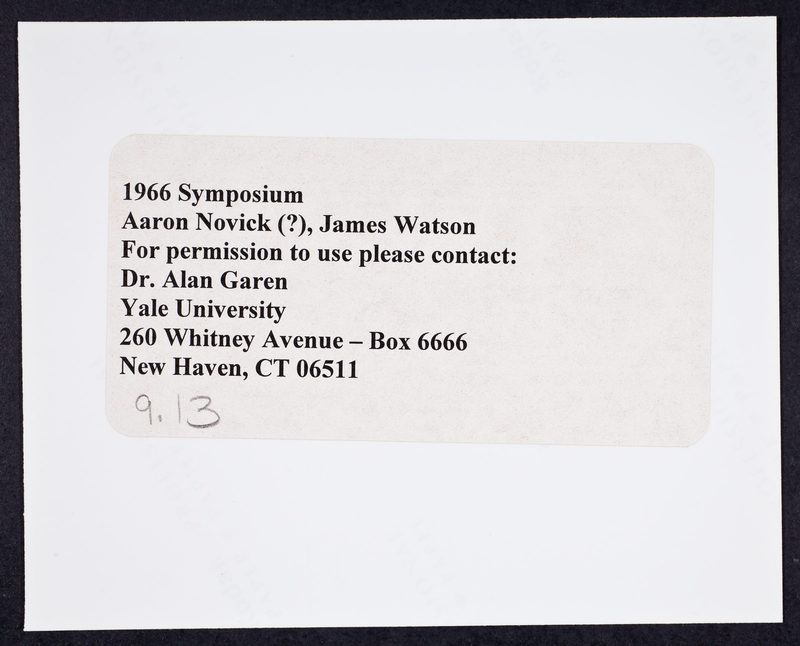 1966 Symposium
Aaron Novick (?), James Watson
For permission to use please contact:
Dr. Alan Garen
Yale University
260 Whitney Avenue – Box 6666
New Haven, CT 06511
9.13